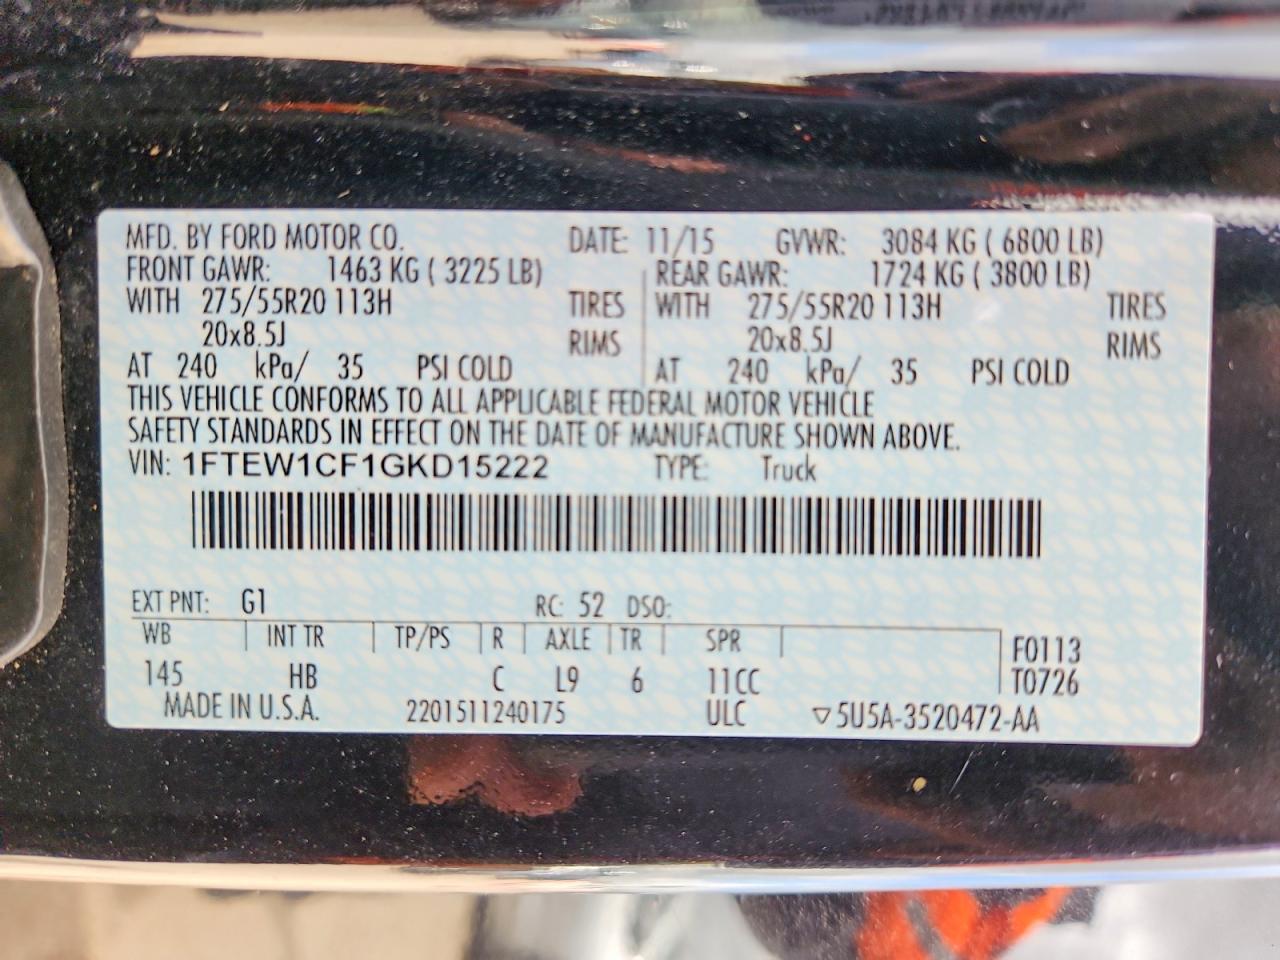 MFD. BY FORD MOTOR CO. DATE: 11/15 GVWR: 3084 KG ( 6800 LB)
FRONT GAWR: 1463 KG ( 3225 LB) REAR GAWR: 1724 KG ( 3800 LB)
WITH 275/55R20 113H TIRES WITH 275/55R20 113H TIRES
20x8.5J RIMS 20x8.5J RIMS
AT 240 kPa/ 35 PSI COLD AT 240 kPa/ 35 PSI COLD
THIS VEHICLE CONFORMS TO ALL APPLICABLE FEDERAL MOTOR VEHICLE
SAFETY STANDARDS IN EFFECT ON THE DATE OF MANUFACTURE SHOWN ABOVE.
VIN: 1FTEW1CF1GKD15222 TYPE: Truck
EXT PNT: G1 RC: 52 DSO:
WB INT TR TP/PS R AXLE TR SPR F0113
145 HB C L9 6 11CC T0726
MADE IN U.S.A. 2201511240175 ULC ▽5U5A-3520472-AA